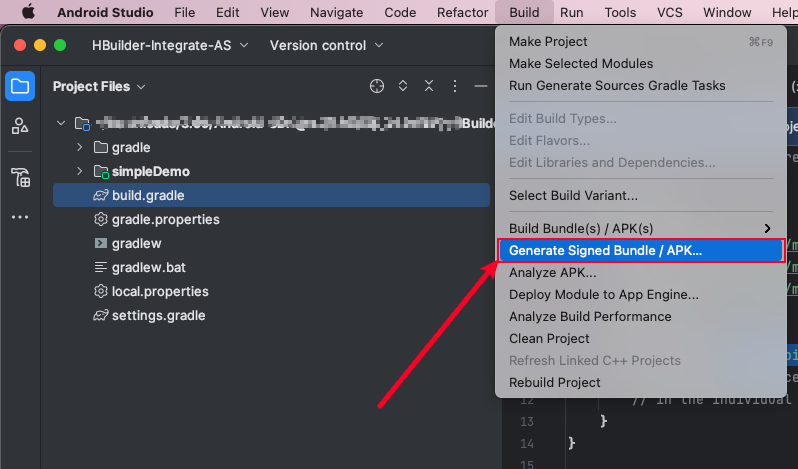 Android Studio File Edit View Navigate Code Refactor Build Run Tools VCS Window Help
HBuilder-Integrate-AS Version control
Project Files
Builder
gradle
simpleDemo
build.gradle
gradle.properties
gradlew
gradlew.bat
local.properties
settings.gradle
Make Project ⌘F9
Make Selected Modules
Run Generate Sources Gradle Tasks
Edit Build Types...
Edit Flavors...
Edit Libraries and Dependencies...
Select Build Variant...
Build Bundle(s) / APK(s)
Generate Signed Bundle / APK...
Analyze APK...
Deploy Module to App Engine...
Analyze Build Performance
Clean Project
Refresh Linked C++ Projects
Rebuild Project
12 // in the individual
13 }
14 }
15